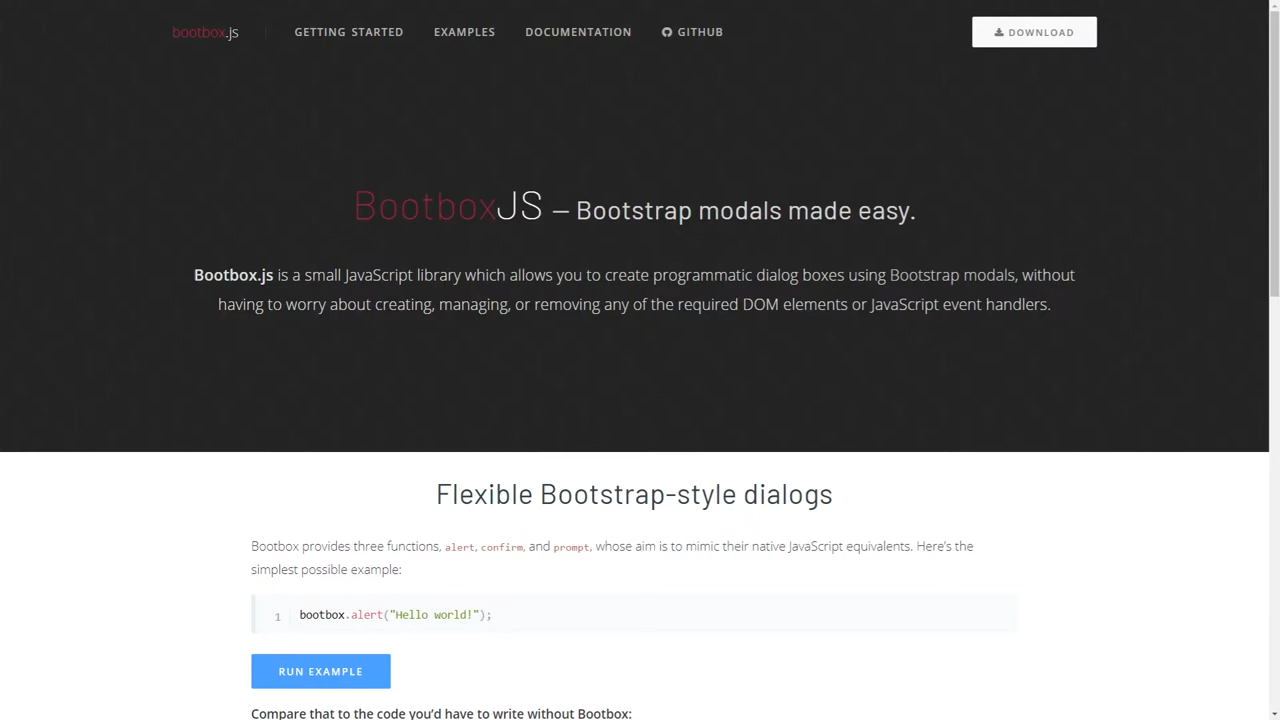 bootbox.js
GETTING STARTED
EXAMPLES
DOCUMENTATION
GITHUB
DOWNLOAD
BootboxJS – Bootstrap modals made easy.
Bootbox.js is a small JavaScript library which allows you to create programmatic dialog boxes using Bootstrap modals, without
having to worry about creating, managing, or removing any of the required DOM elements or JavaScript event handlers.
Flexible Bootstrap-style dialogs
Bootbox provides three functions, alert, confirm, and prompt, whose aim is to mimic their native JavaScript equivalents. Here’s the
simplest possible example:
1 bootbox.alert("Hello world!");
RUN EXAMPLE
Compare that to the code you’d have to write without Bootbox: